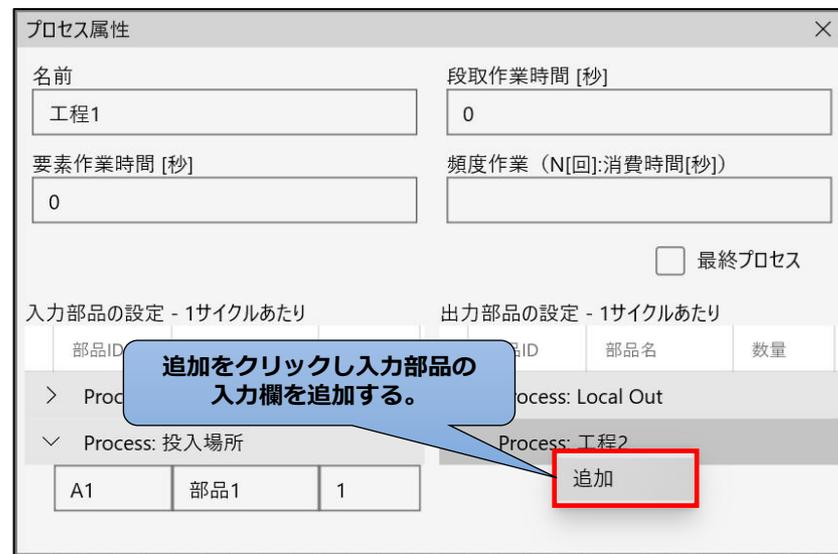 プロセス属性
名前
段取作業時間 [秒]
工程1
0
要素作業時間 [秒]
頻度作業（N[回]:消費時間[秒]）
0
最終プロセス
入力部品の設定 - 1サイクルあたり
出力部品の設定 - 1サイクルあたり
部品ID
部品名
数量
追加をクリックし入力部品の
入力欄を追加する。
Local Out
Process: 投入場所
Process: 工程2
A1
部品1
1
追加